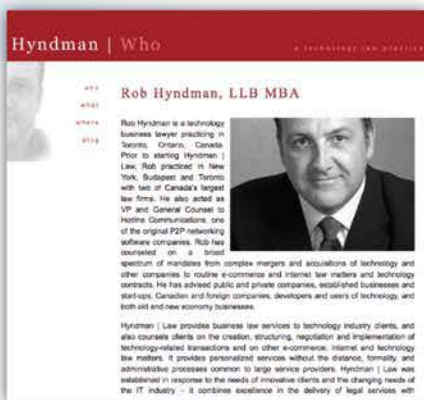 Hyndman | Who
a technology law practice
who
what
where
blog
Rob Hyndman, LLB MBA
Rob Hyndman is a technology
business lawyer practicing in
Toronto, Ontario, Canada.
Prior to starting Hyndman |
Law, Rob practiced in New
York, Budapest and Toronto
with two of Canada's largest
law firms. He also acted as
VP and General Counsel to
Hotline Communications, one
of the original P2P networking
software companies. Rob has
counseled on a broad
spectrum of mandates from complex mergers and acquisitions of technology and
other companies to routine e-commerce and internet law matters and technology
contracts. He has advised public and private companies, established businesses and
start-ups, Canadian and foreign companies, developers and users of technology, and
both old and new economy businesses.
Hyndman | Law provides business law services to technology industry clients, and
also counsels clients on the creation, structuring, negotiation and implementation of
technology-related transactions and on other e-commerce, internet and technology
law matters. It provides personalized services without the distance, formality, and
administrative processes common to large service providers. Hyndman | Law was
established in response to the needs of innovative clients and the changing needs of
the IT industry – it combines excellence in the delivery of legal services with